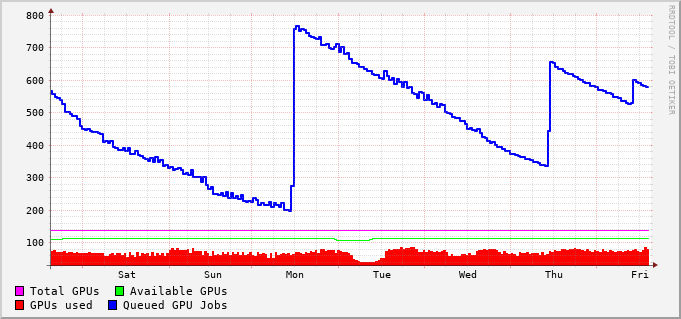 800
700
600
500
400
300
200
100
Sat Sun Mon Tue Wed Thu Fri
Total GPUs Available GPUs
GPUs used Queued GPU Jobs
RRDTOOL / TOBI OETIKER